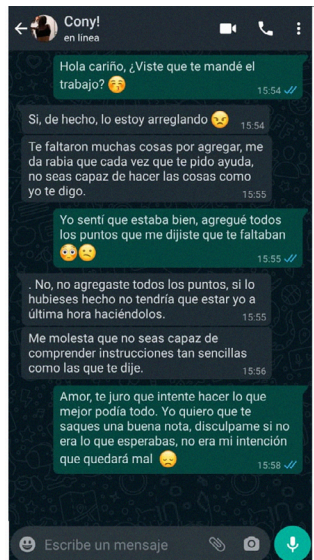 Cony!
en línea
Hola cariño, ¿Viste que te mandé el
trabajo?
15:54
Si, de hecho, lo estoy arreglando
15:54
Te faltaron muchas cosas por agregar, me
da rabia que cada vez que te pido ayuda,
no seas capaz de hacer las cosas como
yo te digo.
15:55
Yo sentí que estaba bien, agregué todos
los puntos que me dijiste que te faltaban
15:55
. No, no agregaste todos los puntos, si lo
hubieses hecho no tendría que estar yo a
última hora haciéndolos.
15:55
Me molesta que no seas capaz de
comprender instrucciones tan sencillas
como las que te dije.
15:56
Amor, te juro que intente hacer lo que
mejor podía todo. Yo quiero que te
saques una buena nota, disculpame si no
era lo que esperabas, no era mi intención
que quedará mal
15:58
Escribe un mensaje